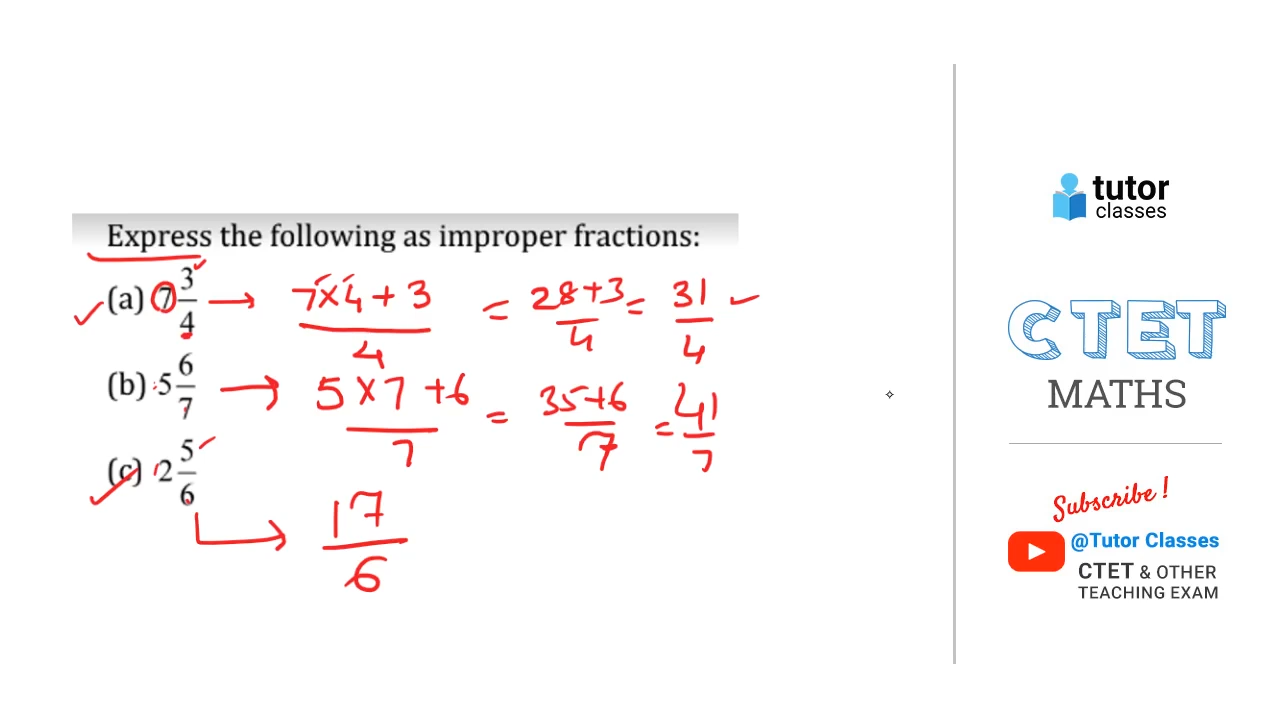 Express the following as improper fractions:
(a) 7 3/4 → 7×4+3/4 = 28+3/4 = 31/4
(b) 5 6/7 → 5×7+6/7 = 35+6/7 = 41/7
(c) 2 5/6
→ 17/6
tutor
classes
CTET
MATHS
Subscribe !
@Tutor Classes
CTET & OTHER
TEACHING EXAM